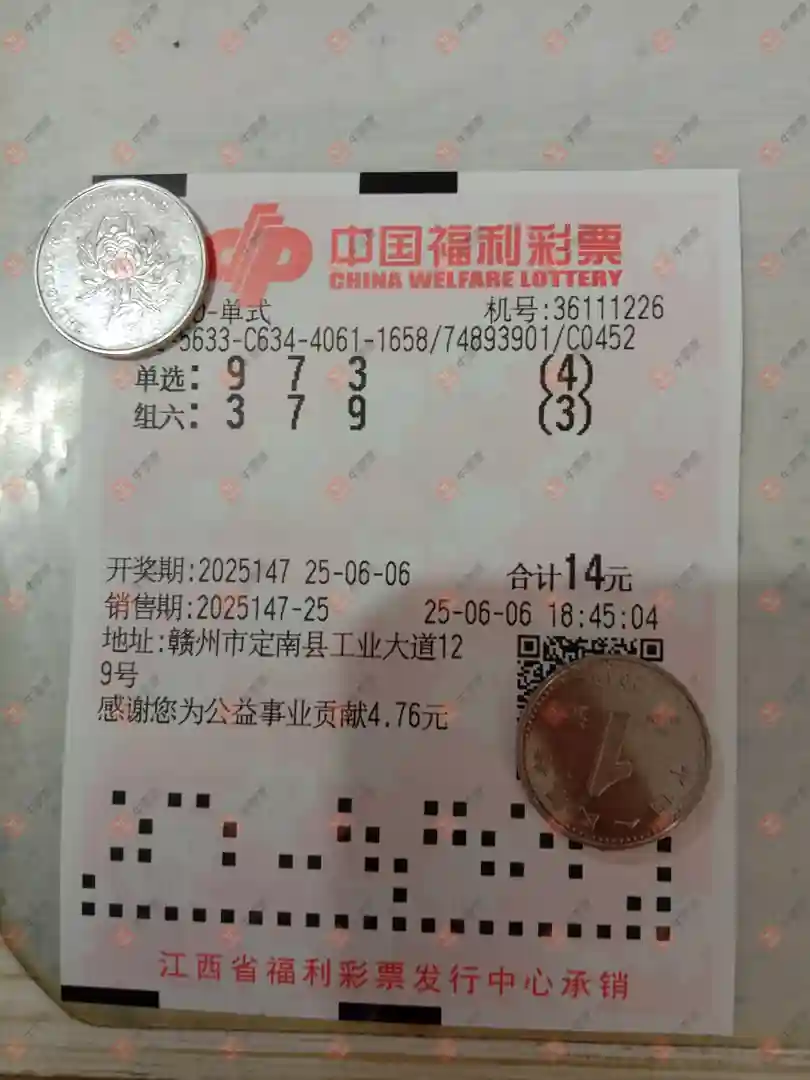 中国福利彩票
CHINA WELFARE LOTTERY
-单式 机号:36111226
-5633-C634-4061-1658/74893901/C0452
单选: 9 7 3 (4)
组六: 3 7 9 (3)
开奖期:2025147 25-06-06 合计14元
销售期:2025147-25 25-06-06 18:45:04
地址:赣州市定南县工业大道12
9号
感谢您为公益事业贡献4.76元
1
江西省福利彩票发行中心承销